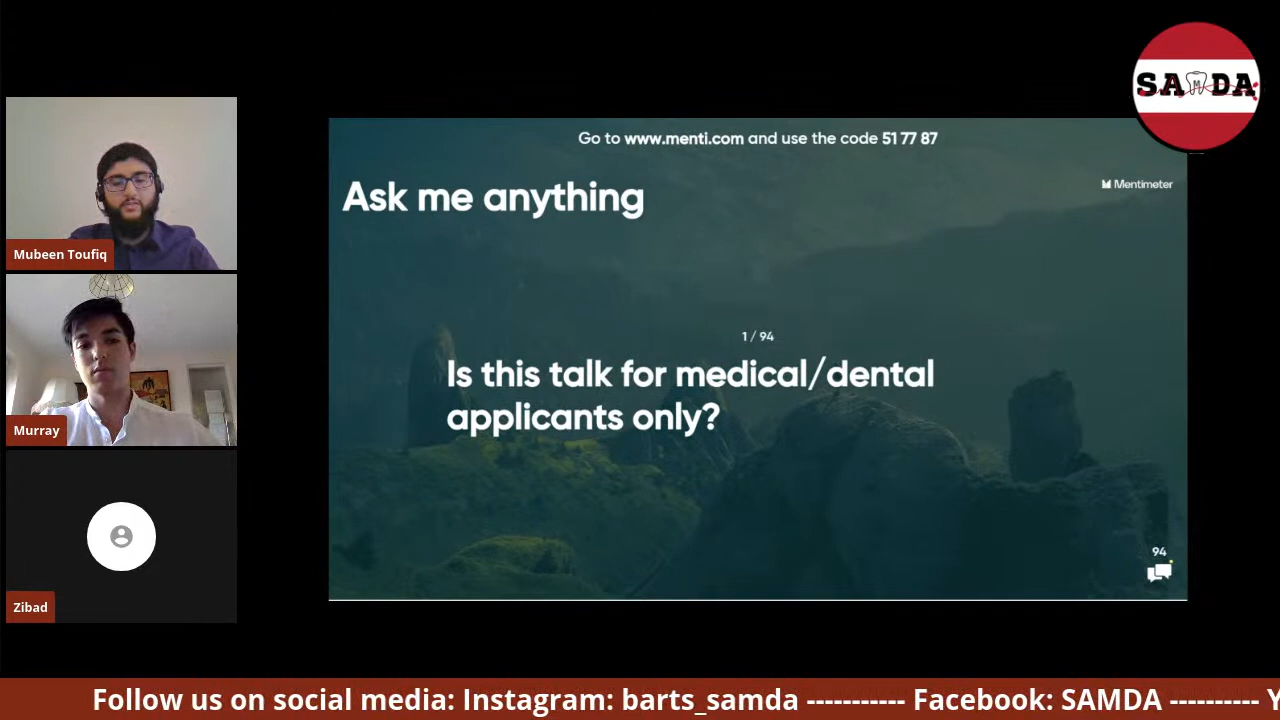 SAMDA
M
Go to www.menti.com and use the code 51 77 87
Mentimeter
Ask me anything
Mubeen Toufiq
1 / 94
Is this talk for medical/dental
applicants only?
Murray
94
Zibad
Follow us on social media: Instagram: barts_samda ----------- Facebook: SAMDA ---------- Y